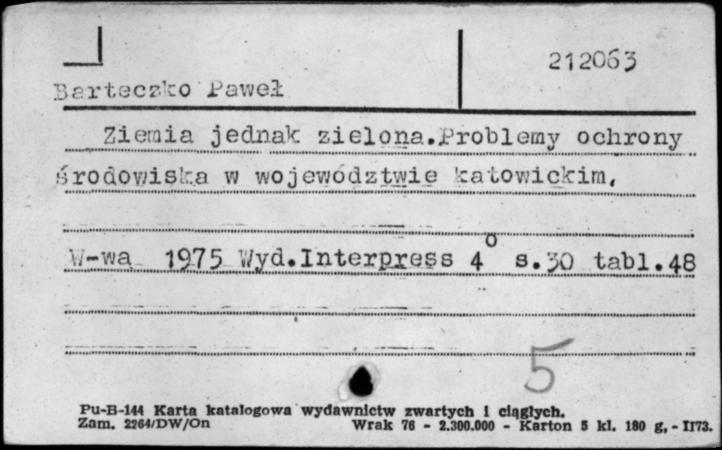 212063
Barteczko Paweł
Ziemia jednak zielona.Problemy ochrony
środowiska w województwie katowickim,
W-wa 1975 Wyd.Interpress 4° s.30 tabl.48
5
Pu-B-144 Karta katalogowa wydawnictw zwartych i ciągłych.
Zam. 2264/DW/On Wrak 76 - 2.300.000 - Karton 5 kl. 180 g, - II73.